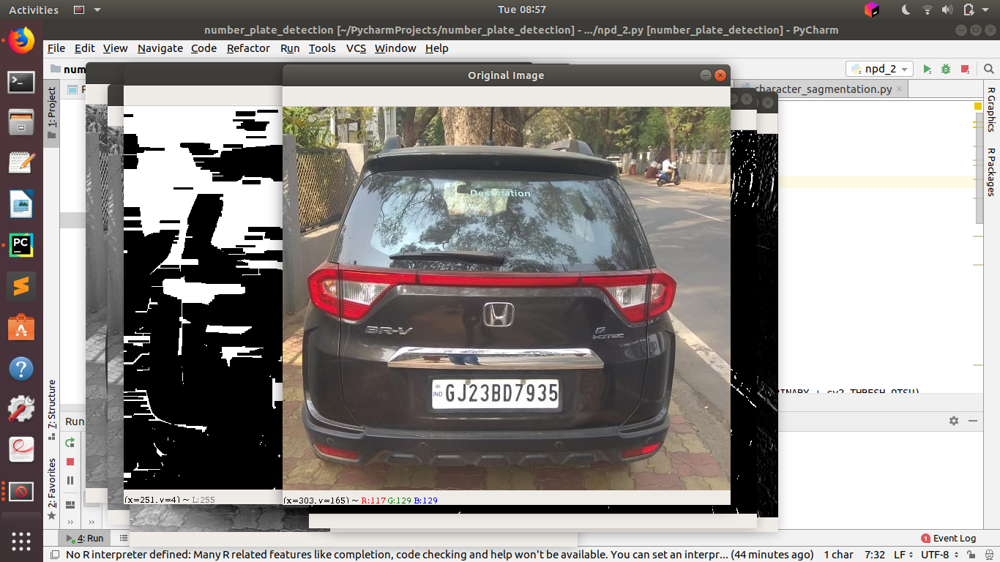 Activities
Tue 08:57
number_plate_detection [~/PycharmProjects/number_plate_detection] - .../npd_2.py [number_plate_detection] - PyCharm
File Edit View Navigate Code Refactor Run Tools VCS Window Help
npd_2
Original Image
character_sagmentation.py
1: Project
R Graphics
R Packages
Destination
BR-V
i-VTEC
IND GJ23BD7935
7: Structure
2: Favorites
Run
PC
(x=251, y=4) ~ L:255
(x=303, y=165) ~ R:117 G:129 B:129
4: Run
1 Event Log
No R interpreter defined: Many R related features like completion, code checking and help won't be available. You can set an interpr... (44 minutes ago) 1 char 7:32 LF UTF-8